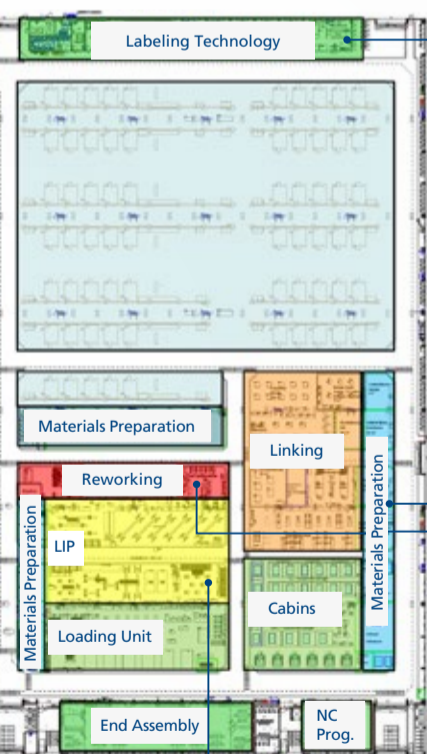 Labeling Technology
Materials Preparation
Linking
Reworking
Materials Preparation
Materials Preparation
LIP
Cabins
Loading Unit
End Assembly
NC
Prog.